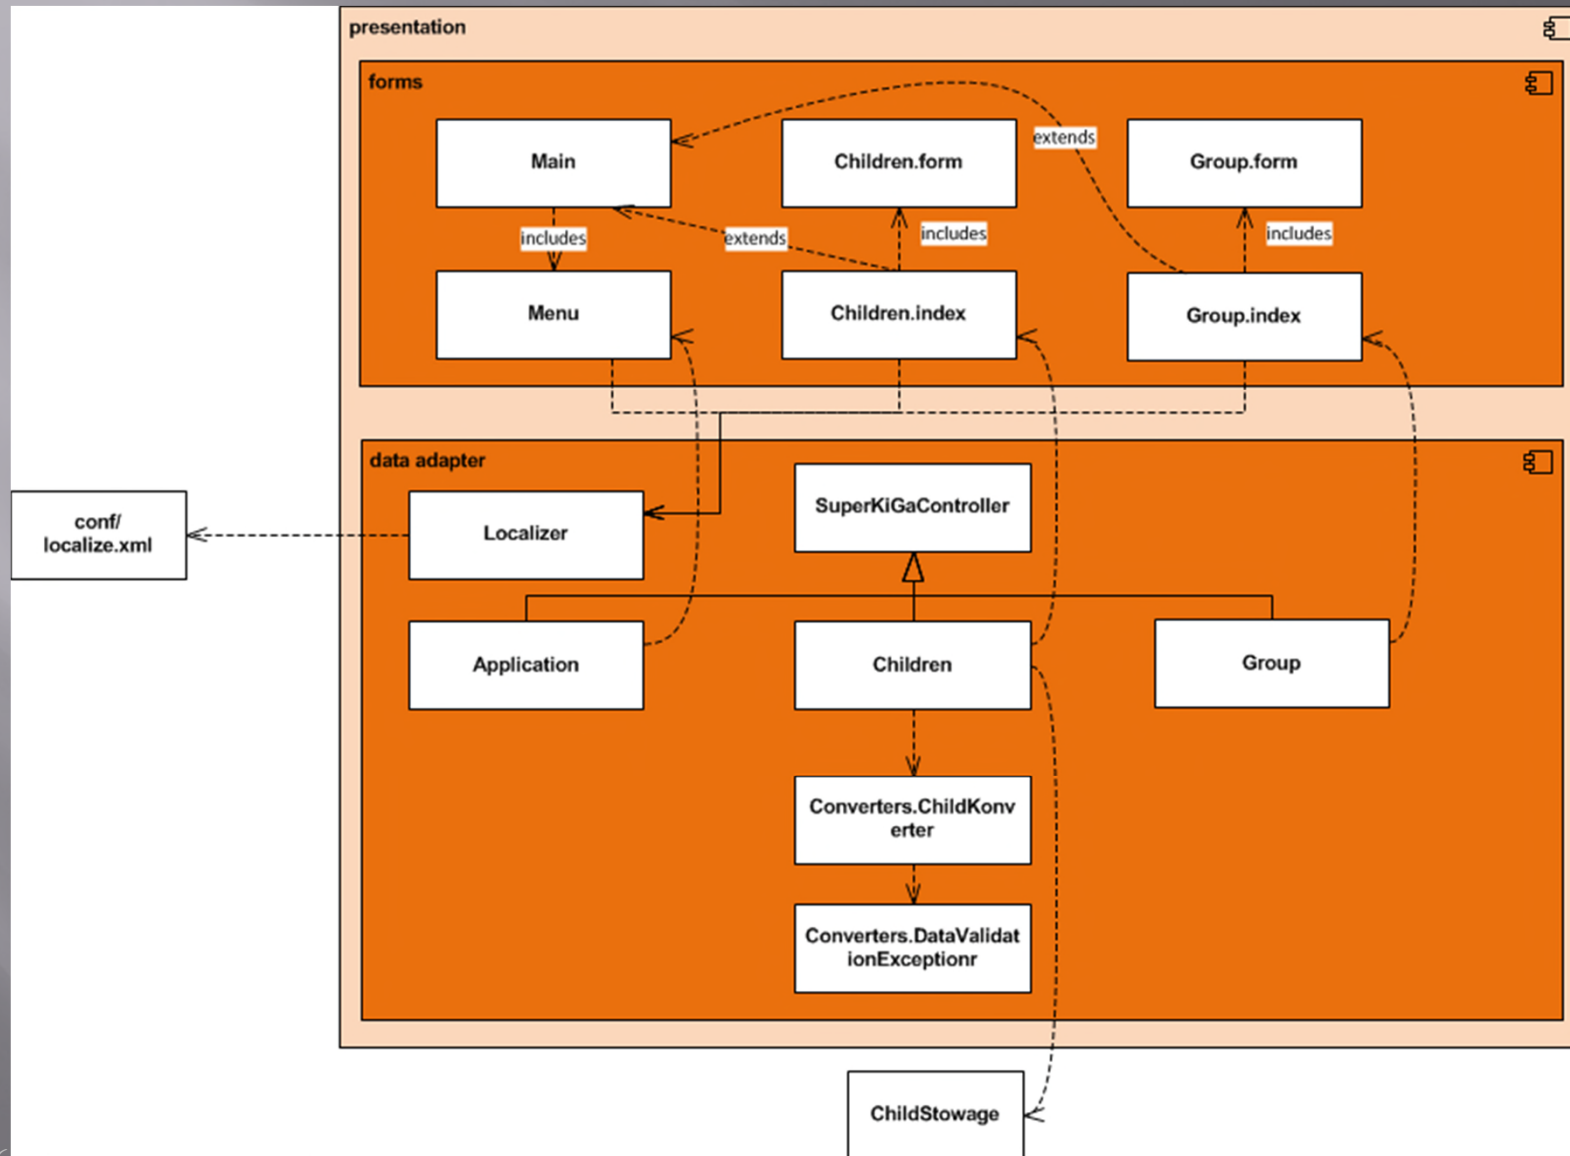 presentation
forms
Main
Children.form
extends
Group.form
includes
extends
includes
includes
Menu
Children.index
Group.index
data adapter
SuperKiGaController
conf/
localize.xml
Localizer
Application
Children
Group
Converters.ChildKonv
erter
Converters.DataValidat
ionExceptionr
ChildStowage